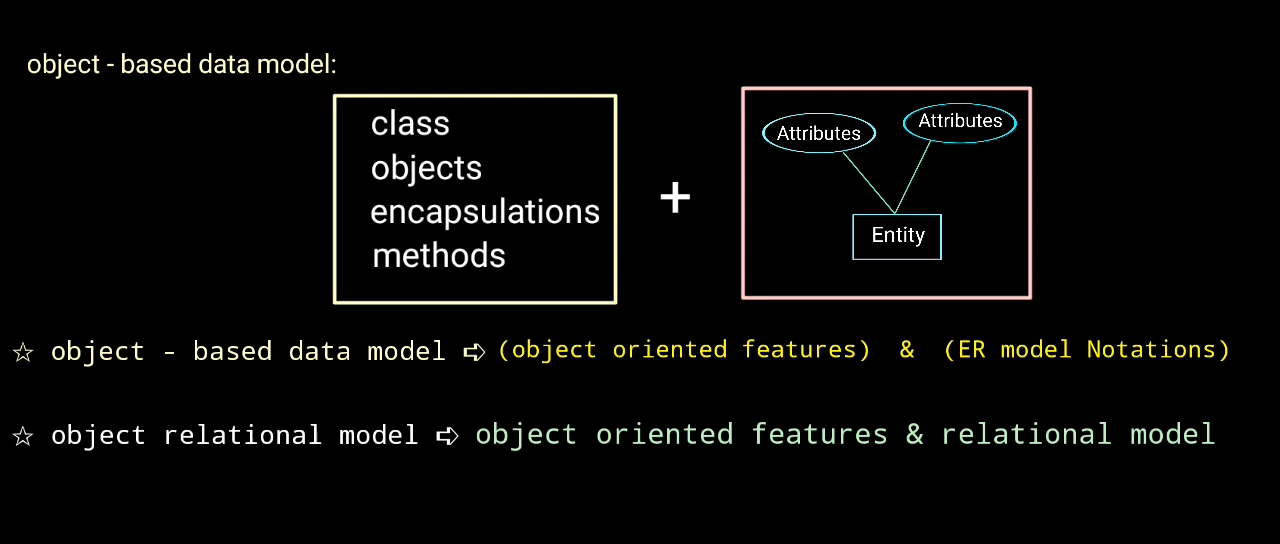 object - based data model:
class
objects
encapsulations
methods
+
Attributes
Attributes
Entity
☆ object - based data model ➪ (object oriented features) & (ER model Notations)
☆ object relational model ➪ object oriented features & relational model